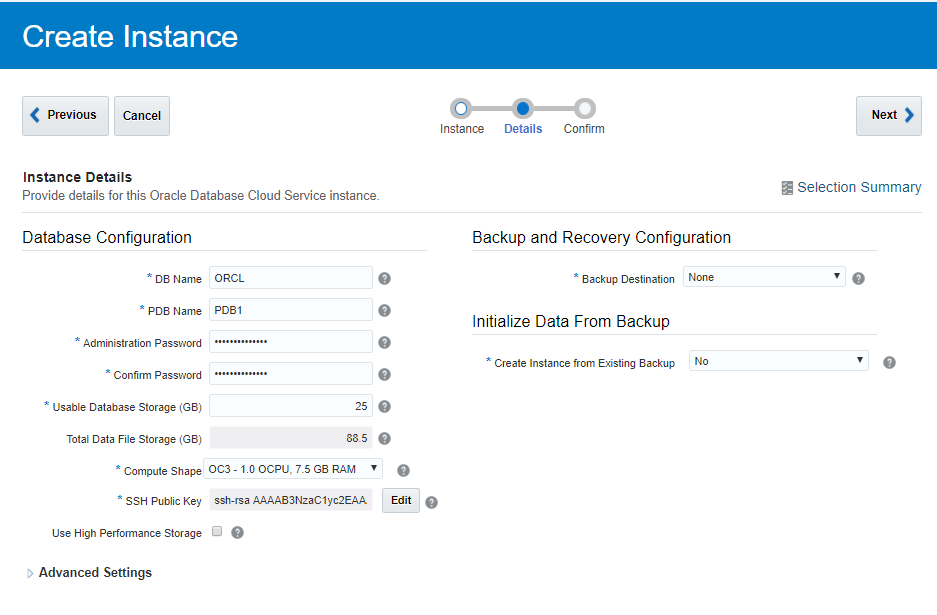 Create Instance
Previous
Cancel
Instance
Details
Confirm
Next
Instance Details
Provide details for this Oracle Database Cloud Service instance.
Selection Summary
Database Configuration
* DB Name ORCL ?
* PDB Name PDB1 ?
* Administration Password •••••••••••••• ?
* Confirm Password •••••••••••••• ?
* Usable Database Storage (GB) 25 ?
Total Data File Storage (GB) 88.5 ?
* Compute Shape OC3 - 1.0 OCPU, 7.5 GB RAM ?
* SSH Public Key ssh-rsa AAAAB3NzaC1yc2EAA Edit ?
Use High Performance Storage ?
Advanced Settings
Backup and Recovery Configuration
* Backup Destination None ?
Initialize Data From Backup
* Create Instance from Existing Backup No ?